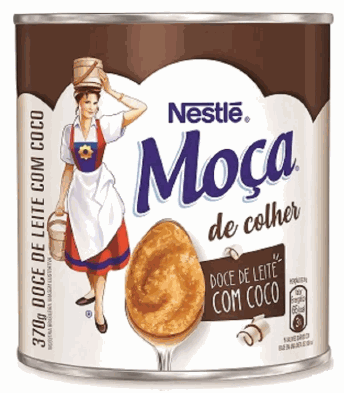 Nestlé®
Moça®
de colher
DOCE DE LEITE
COM COCO
370g DOCE DE LEITE COM COCO